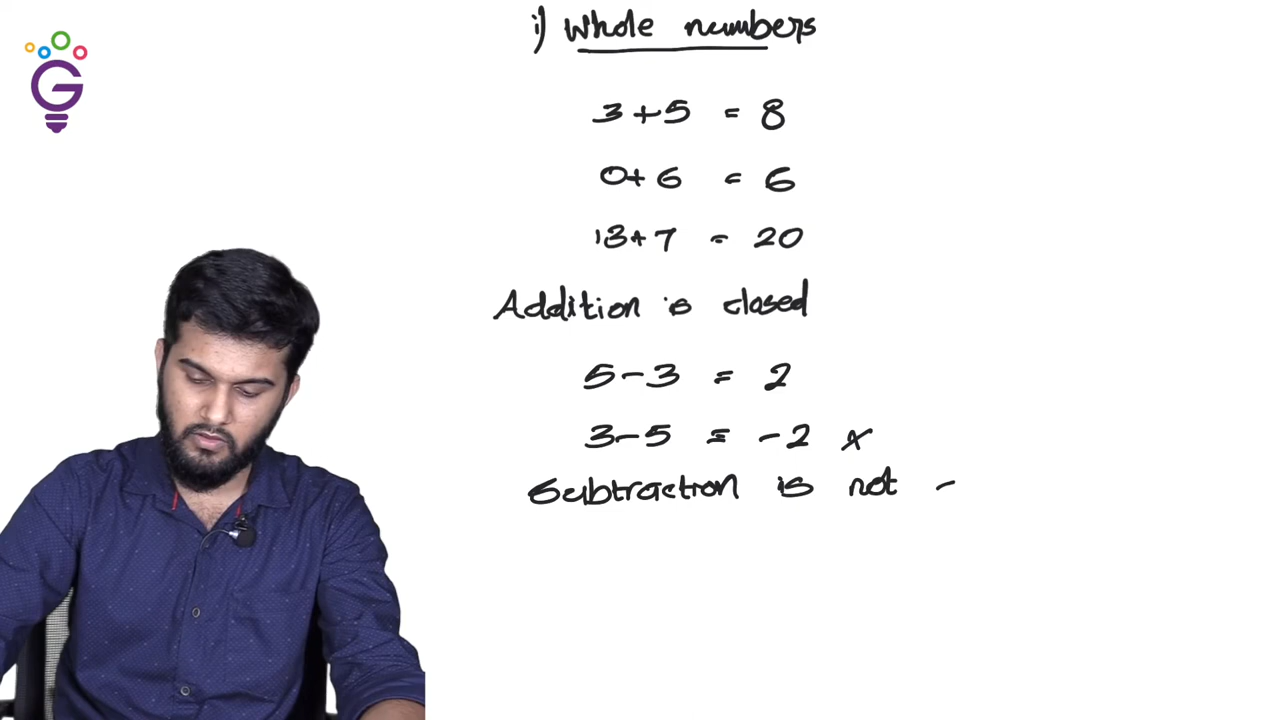 i) Whole numbers
3+5 = 8
0+6 = 6
13+7 = 20
Addition is closed
5-3 = 2
3-5 = -2 x
Subtraction is not
G